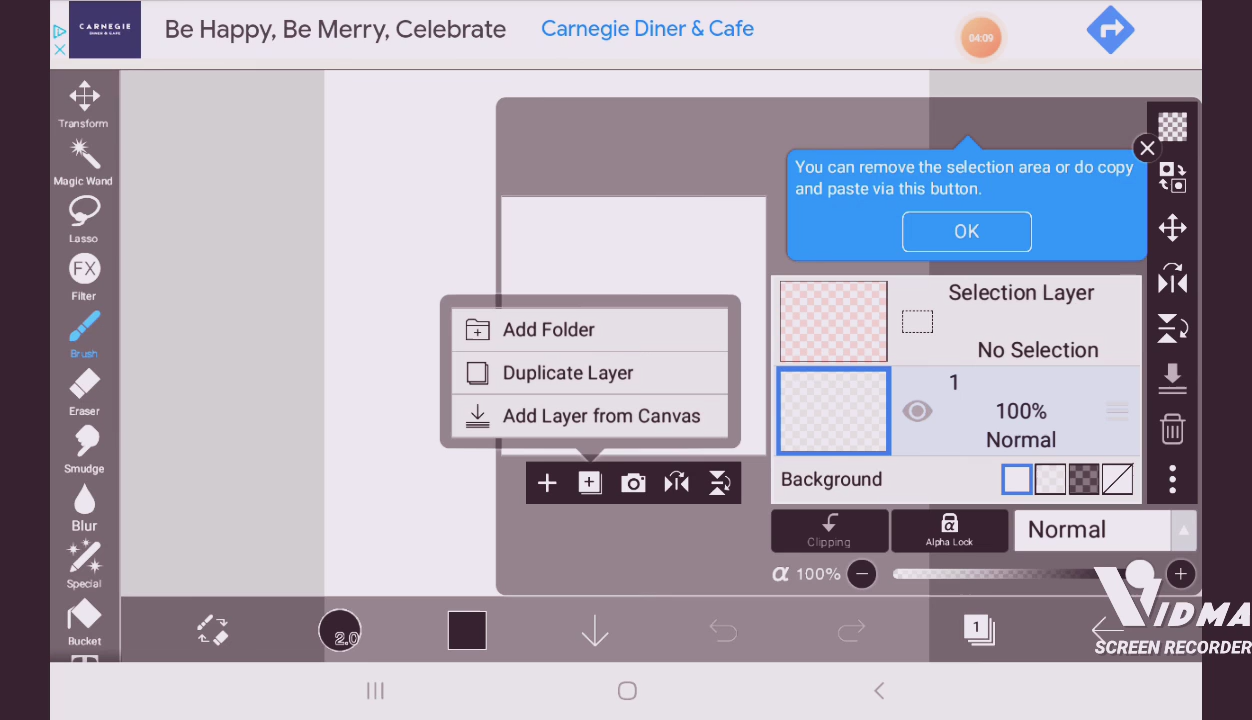 CARNEGIE
DINER & CAFE
Be Happy, Be Merry, Celebrate
Carnegie Diner & Cafe
04:09
Transform
Magic Wand
Lasso
FX
Filter
Brush
Eraser
Smudge
Blur
Special
Bucket
You can remove the selection area or do copy
and paste via this button.
OK
Add Folder
Duplicate Layer
Add Layer from Canvas
Selection Layer
No Selection
1
100%
Normal
Background
Clipping
Alpha Lock
Normal
α 100%
2.0
1
VIDMA
SCREEN RECORDER